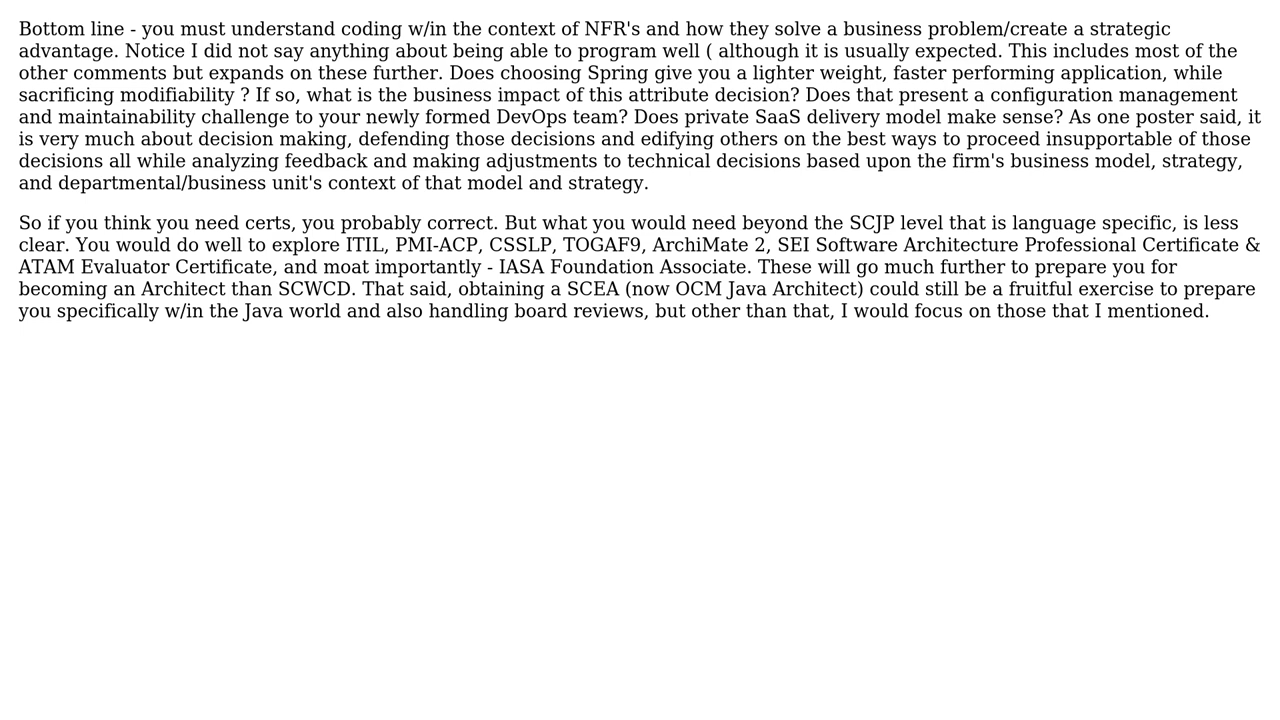 Bottom line - you must understand coding w/in the context of NFR's and how they solve a business problem/create a strategic
advantage. Notice I did not say anything about being able to program well ( although it is usually expected. This includes most of the
other comments but expands on these further. Does choosing Spring give you a lighter weight, faster performing application, while
sacrificing modifiability ? If so, what is the business impact of this attribute decision? Does that present a configuration management
and maintainability challenge to your newly formed DevOps team? Does private SaaS delivery model make sense? As one poster said, it
is very much about decision making, defending those decisions and edifying others on the best ways to proceed insupportable of those
decisions all while analyzing feedback and making adjustments to technical decisions based upon the firm's business model, strategy,
and departmental/business unit's context of that model and strategy.
So if you think you need certs, you probably correct. But what you would need beyond the SCJP level that is language specific, is less
clear. You would do well to explore ITIL, PMI-ACP, CSSLP, TOGAF9, ArchiMate 2, SEI Software Architecture Professional Certificate &
ATAM Evaluator Certificate, and moat importantly - IASA Foundation Associate. These will go much further to prepare you for
becoming an Architect than SCWCD. That said, obtaining a SCEA (now OCM Java Architect) could still be a fruitful exercise to prepare
you specifically w/in the Java world and also handling board reviews, but other than that, I would focus on those that I mentioned.